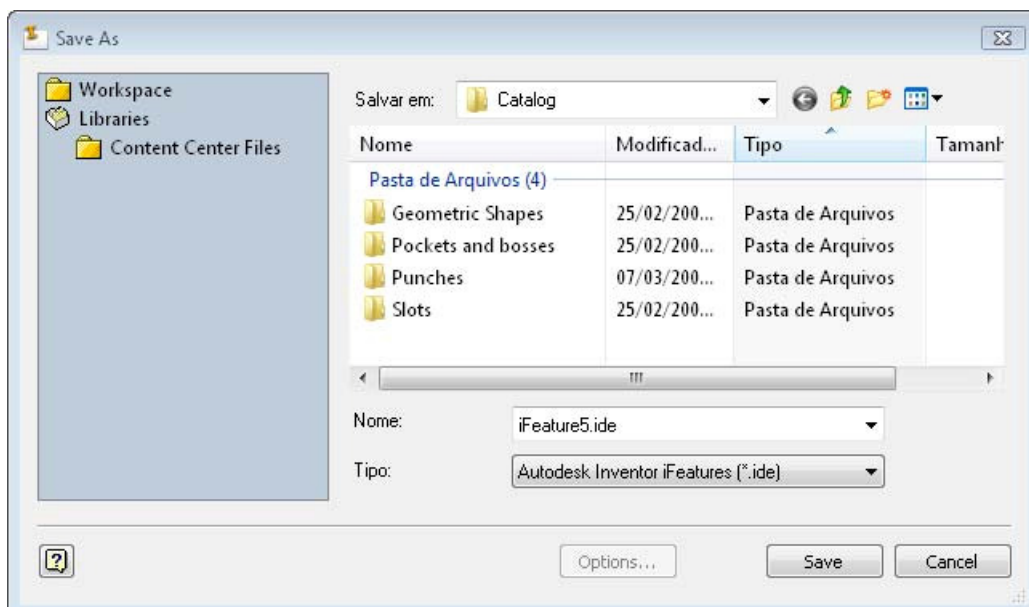 Save As
Workspace
Libraries
Content Center Files
Salvar em: Catalog
Nome Modificad... Tipo Tamanh
Pasta de Arquivos (4)
Geometric Shapes 25/02/200... Pasta de Arquivos
Pockets and bosses 25/02/200... Pasta de Arquivos
Punches 07/03/200... Pasta de Arquivos
Slots 25/02/200... Pasta de Arquivos
Nome: iFeature5.ide
Tipo: Autodesk Inventor iFeatures (*.ide)
Options... Save Cancel